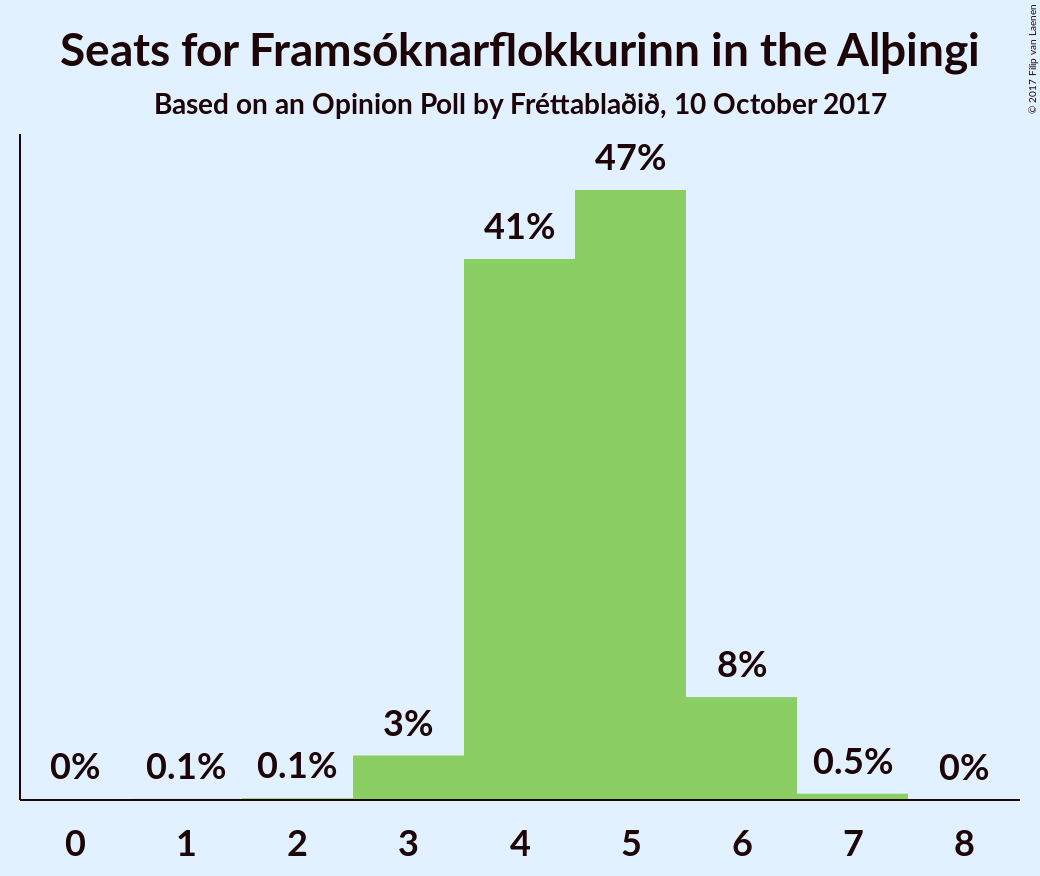 Seats for Framsóknarflokkurinn in the Alþingi
Based on an Opinion Poll by Fréttablaðið, 10 October 2017
© 2017 Filip van Laenen
47%
41%
8%
3%
0%
0.1%
0.1%
0.5%
0%
0 1 2 3 4 5 6 7 8